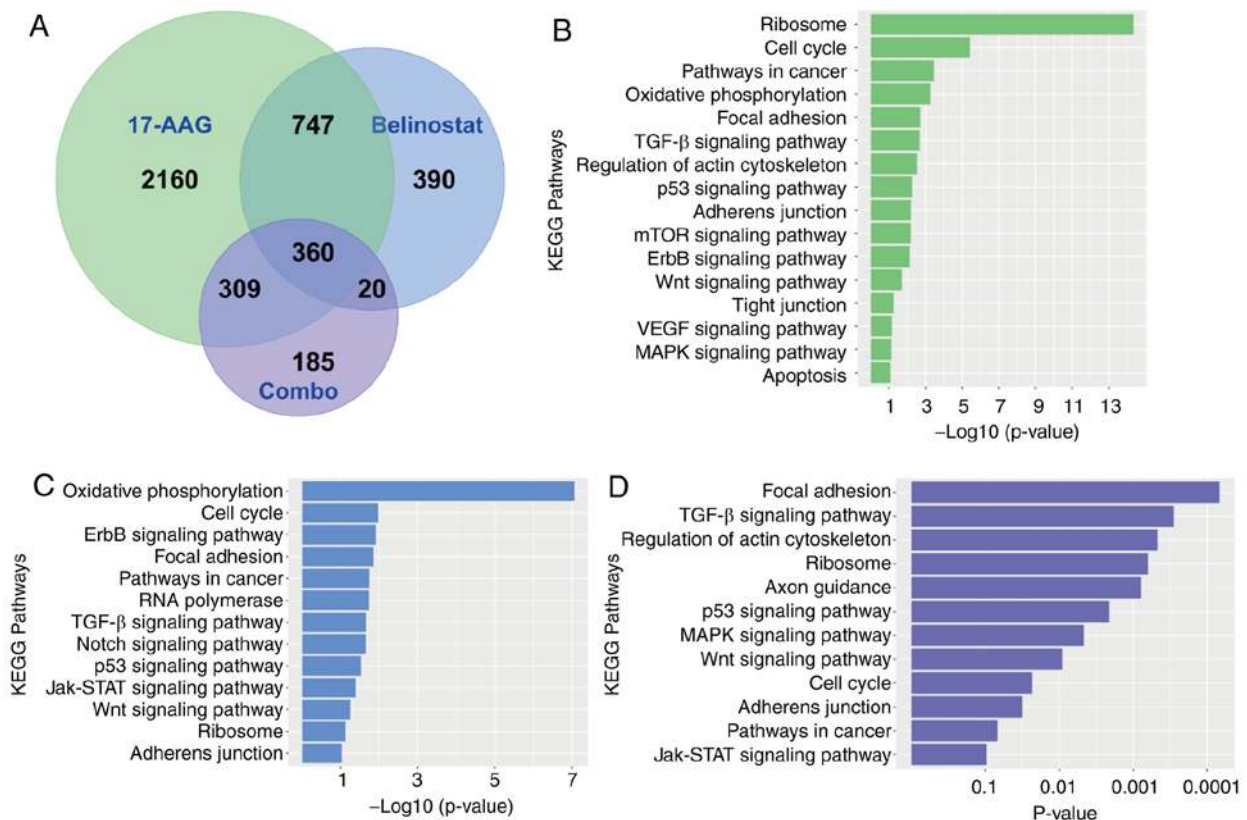 A
17-AAG
747
Belinostat
2160
390
360
309
20
185
Combo
B
KEGG Pathways
Ribosome
Cell cycle
Pathways in cancer
Oxidative phosphorylation
Focal adhesion
TGF-β signaling pathway
Regulation of actin cytoskeleton
p53 signaling pathway
Adherens junction
mTOR signaling pathway
ErbB signaling pathway
Wnt signaling pathway
Tight junction
VEGF signaling pathway
MAPK signaling pathway
Apoptosis
1 3 5 7 9 11 13
−Log10 (p-value)
C
KEGG Pathways
Oxidative phosphorylation
Cell cycle
ErbB signaling pathway
Focal adhesion
Pathways in cancer
RNA polymerase
TGF-β signaling pathway
Notch signaling pathway
p53 signaling pathway
Jak-STAT signaling pathway
Wnt signaling pathway
Ribosome
Adherens junction
1 3 5 7
−Log10 (p-value)
D
KEGG Pathways
Focal adhesion
TGF-β signaling pathway
Regulation of actin cytoskeleton
Ribosome
Axon guidance
p53 signaling pathway
MAPK signaling pathway
Wnt signaling pathway
Cell cycle
Adherens junction
Pathways in cancer
Jak-STAT signaling pathway
0.1 0.01 0.001 0.0001
P-value